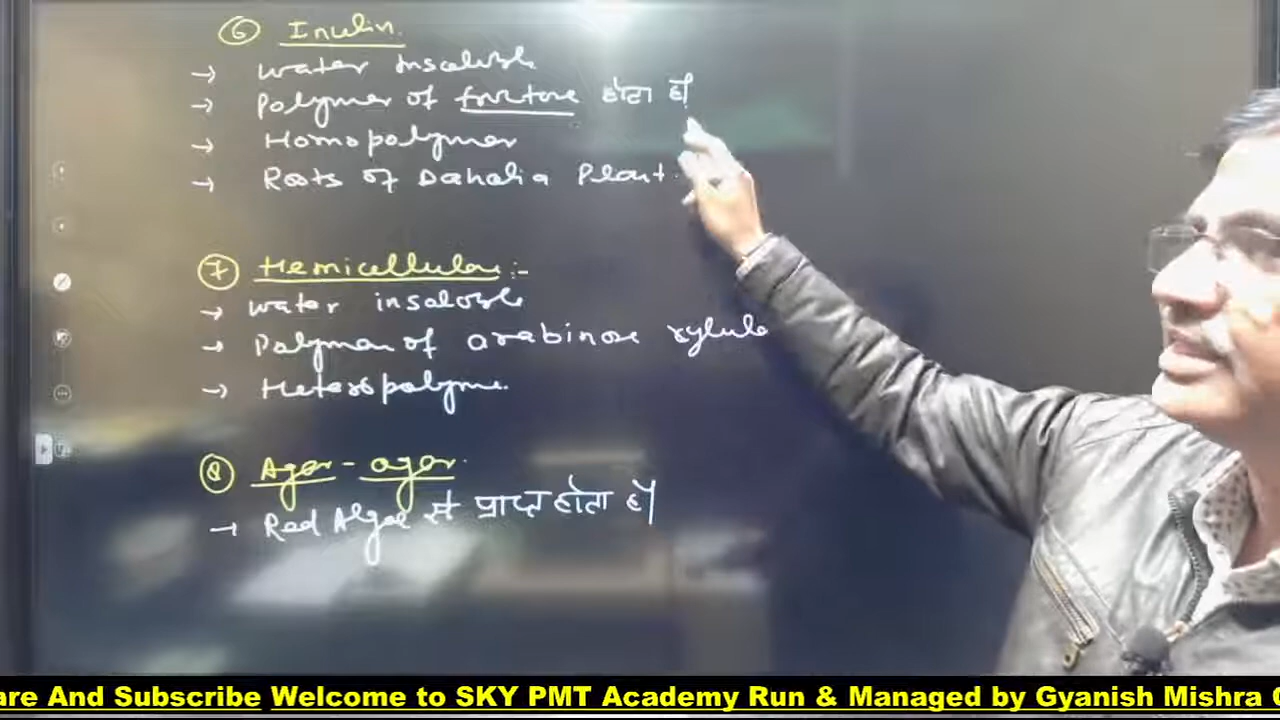 ⑥ Inulin
→ water insoluble
→ Polymer of fructose होता हैं
→ Homopolymer
→ Roots of Dahalia Plant.
⑦ Hemicellulose :-
→ water insoluble
→ Polymer of arabinose xylulo
→ Heteropolyme.
⑧ Agar - agar.
→ Red Algae से प्राप्त होता हैं
are And Subscribe Welcome to SKY PMT Academy Run & Managed by Gyanish Mishra